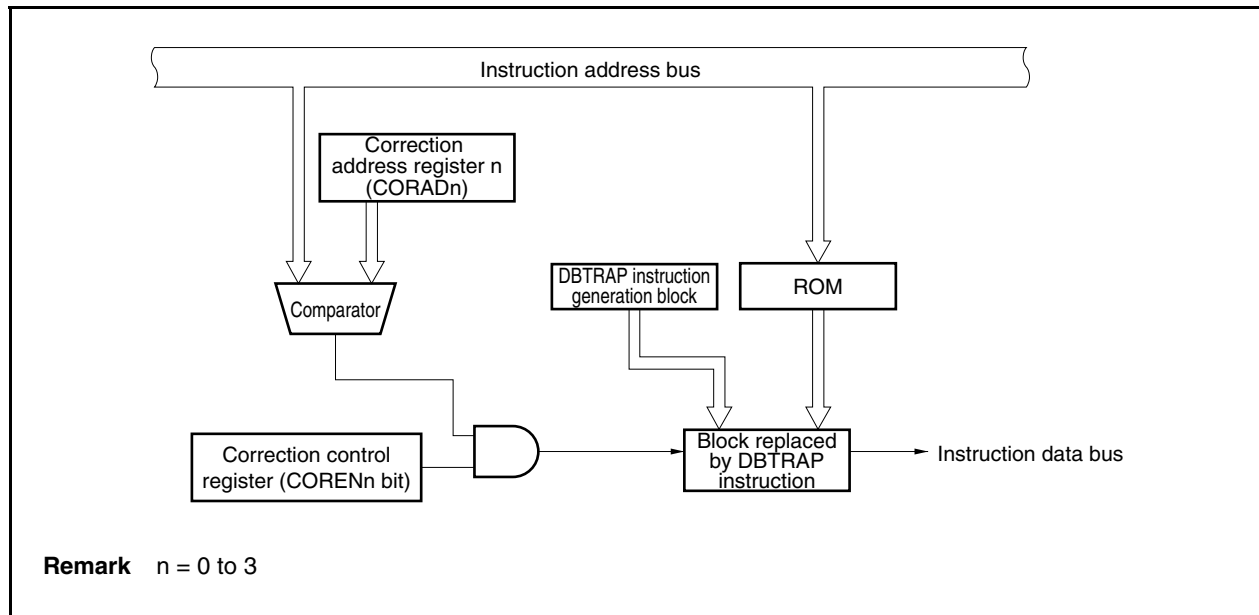 Instruction address bus
Correction
address register n
(CORADn)
DBTRAP instruction
generation block
ROM
Comparator
Correction control
register (CORENn bit)
Block replaced
by DBTRAP
instruction
Instruction data bus
Remark n = 0 to 3